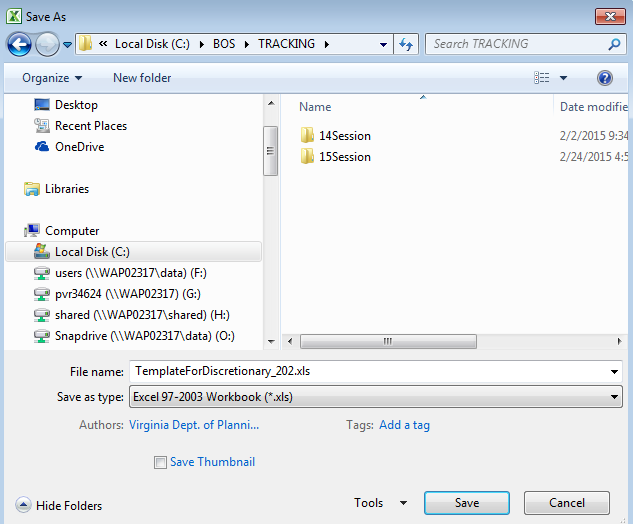 Save As
Local Disk (C:) BOS TRACKING Search TRACKING
Organize New folder
Desktop
Recent Places
OneDrive
Libraries
Computer
Local Disk (C:)
users (\\WAP02317\data) (F:)
pvr34624 (\\WAP02317) (G:)
shared (\\WAP02317\shared) (H:)
Snapdrive (\\WAP02317\data) (O:)
Name Date modifie
14Session 2/2/2015 9:34
15Session 2/24/2015 4:5
File name: TemplateForDiscretionary_202.xls
Save as type: Excel 97-2003 Workbook (*.xls)
Authors: Virginia Dept. of Planni... Tags: Add a tag
Save Thumbnail
Hide Folders Tools Save Cancel